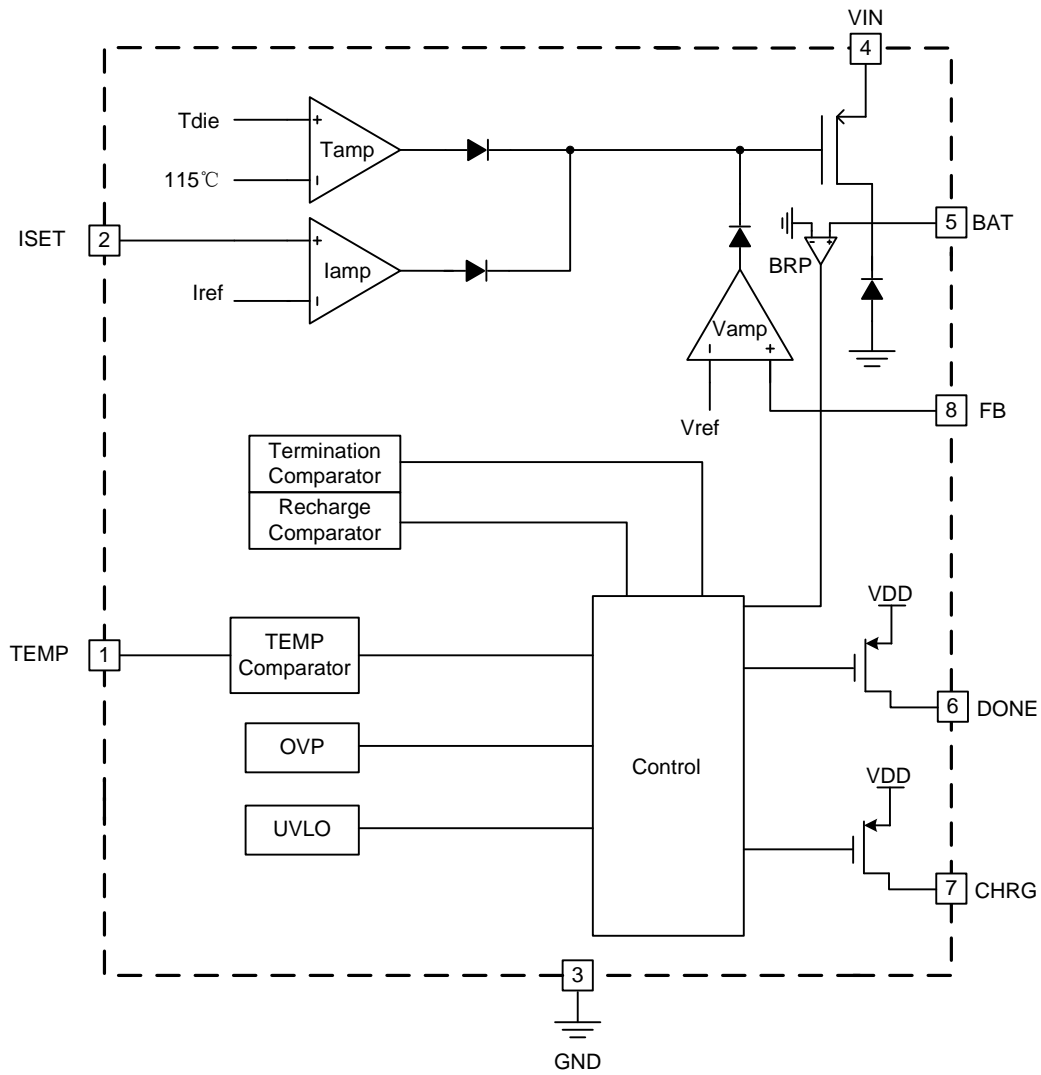 VIN
4
Tdie
+
Tamp
115℃
-
ISET
2
+
Iamp
Iref
-
5
BAT
-
+
BRP
Vamp
-
+
Vref
8
FB
Termination
Comparator
Recharge
Comparator
VDD
TEMP
1
TEMP
Comparator
6
DONE
OVP
Control
VDD
UVLO
7
CHRG
3
GND